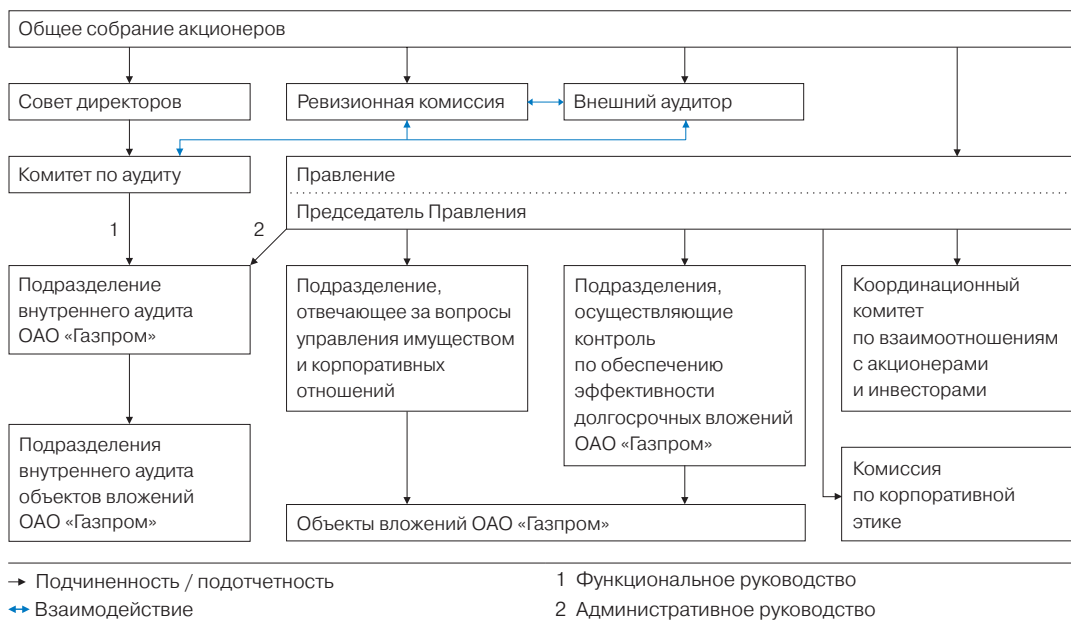 Общее собрание акционеров
Совет директоров
Ревизионная комиссия
Внешний аудитор
Комитет по аудиту
Правление
Председатель Правления
1
2
Подразделение
внутреннего аудита
ОАО «Газпром»
Подразделение,
отвечающее за вопросы
управления имуществом
и корпоративных
отношений
Подразделения,
осуществляющие
контроль
по обеспечению
эффективности
долгосрочных вложений
ОАО «Газпром»
Координационный
комитет
по взаимоотношениям
с акционерами
и инвесторами
Подразделения
внутреннего аудита
объектов вложений
ОАО «Газпром»
Объекты вложений ОАО «Газпром»
Комиссия
по корпоративной
этике
Подчиненность / подотчетность
Взаимодействие
1 Функциональное руководство
2 Административное руководство